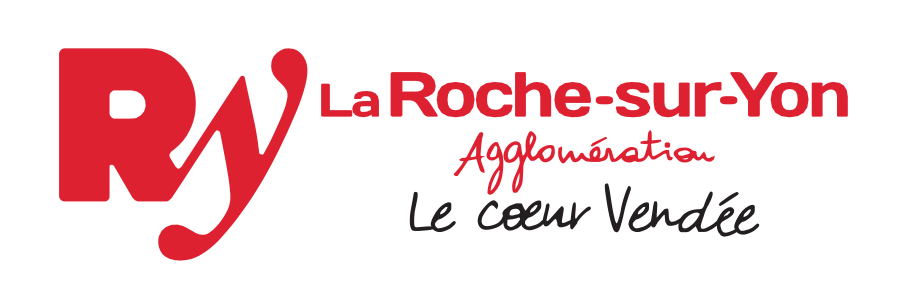 Ry
La Roche-sur-Yon
Agglomération
Le cœur Vendée